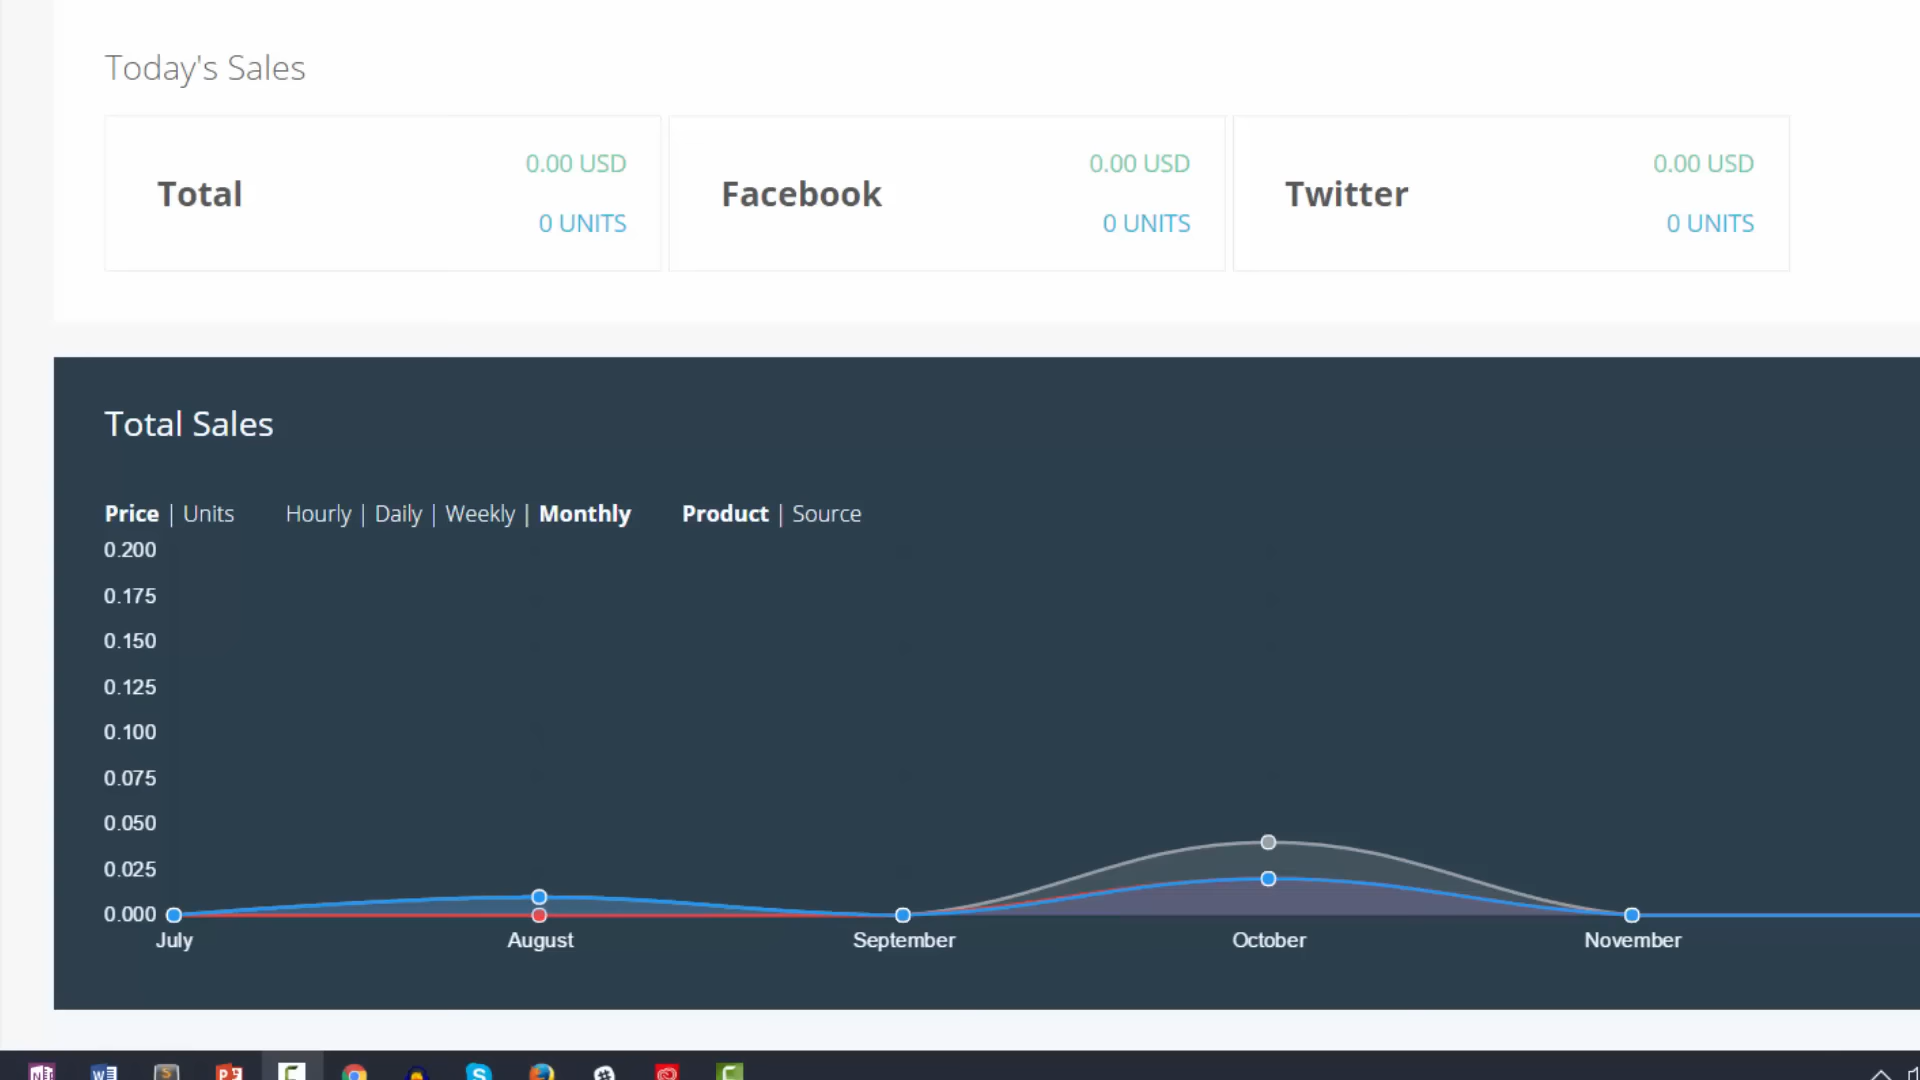 Today's Sales
Total
0.00 USD
0 UNITS
Facebook
0.00 USD
0 UNITS
Twitter
0.00 USD
0 UNITS
Total Sales
Price | Units Hourly | Daily | Weekly | Monthly Product | Source
0.200
0.175
0.150
0.125
0.100
0.075
0.050
0.025
0.000
July August September October November